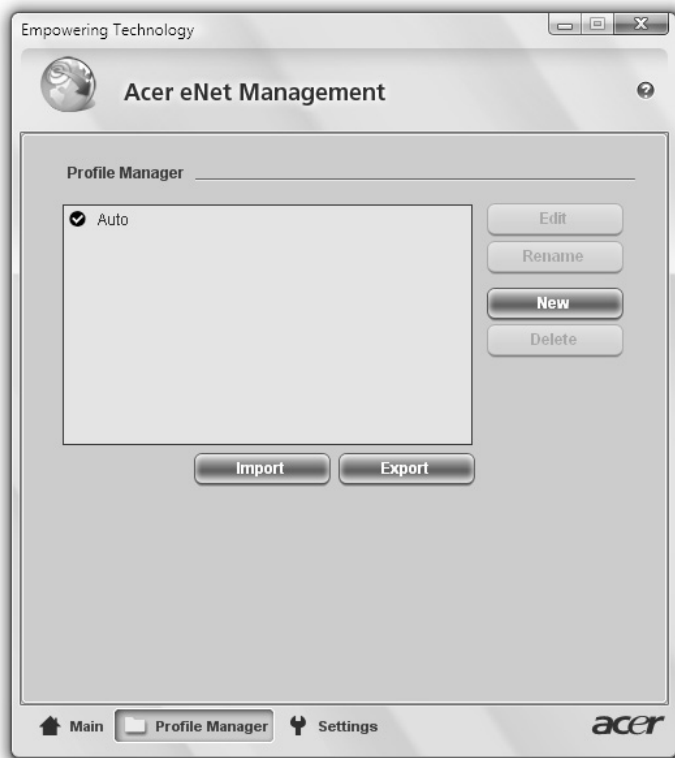 Empowering Technology
Acer eNet Management
Profile Manager
Auto
Edit
Rename
New
Delete
Import Export
Main Profile Manager Settings acer